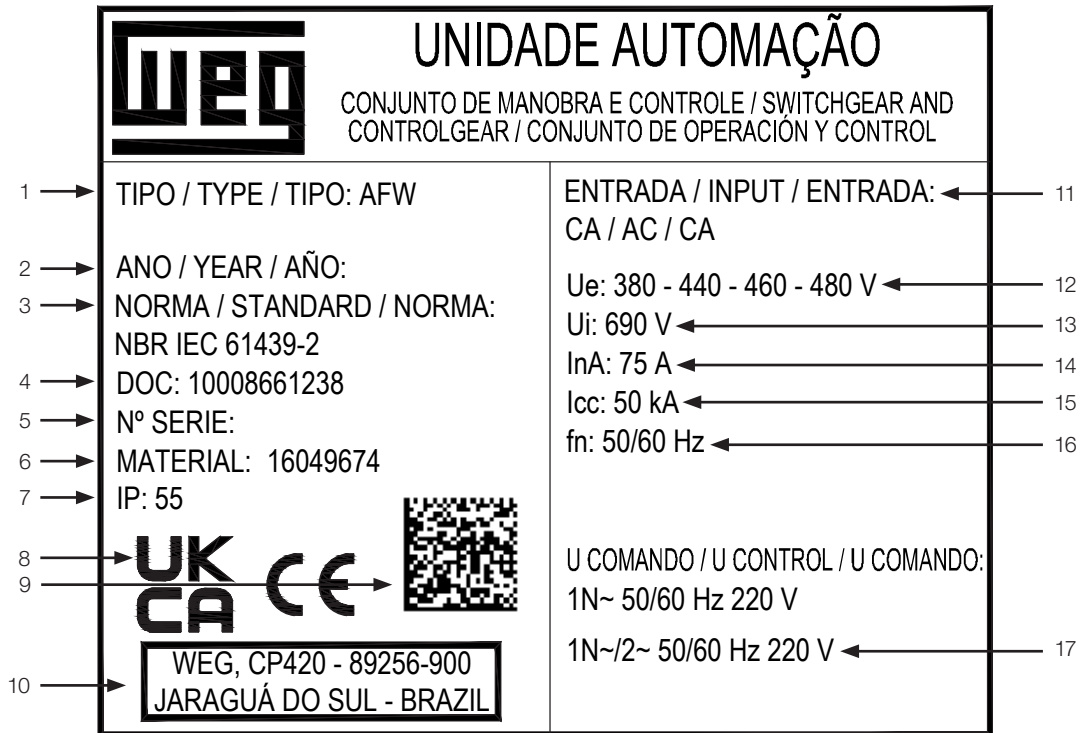 weg
UNIDADE AUTOMAÇÃO
CONJUNTO DE MANOBRA E CONTROLE / SWITCHGEAR AND
CONTROLGEAR / CONJUNTO DE OPERACIÓN Y CONTROL
1
TIPO / TYPE / TIPO: AFW
2
ANO / YEAR / AÑO:
3
NORMA / STANDARD / NORMA:
NBR IEC 61439-2
4
DOC: 10008661238
5
Nº SERIE:
6
MATERIAL: 16049674
7
IP: 55
8
UK
CA
CE
9
10
WEG, CP420 - 89256-900
JARAGUÁ DO SUL - BRAZIL
ENTRADA / INPUT / ENTRADA:
11
CA / AC / CA
Ue: 380 - 440 - 460 - 480 V
12
Ui: 690 V
13
InA: 75 A
14
Icc: 50 kA
15
fn: 50/60 Hz
16
U COMANDO / U CONTROL / U COMANDO:
1N~ 50/60 Hz 220 V
1N~/2~ 50/60 Hz 220 V
17